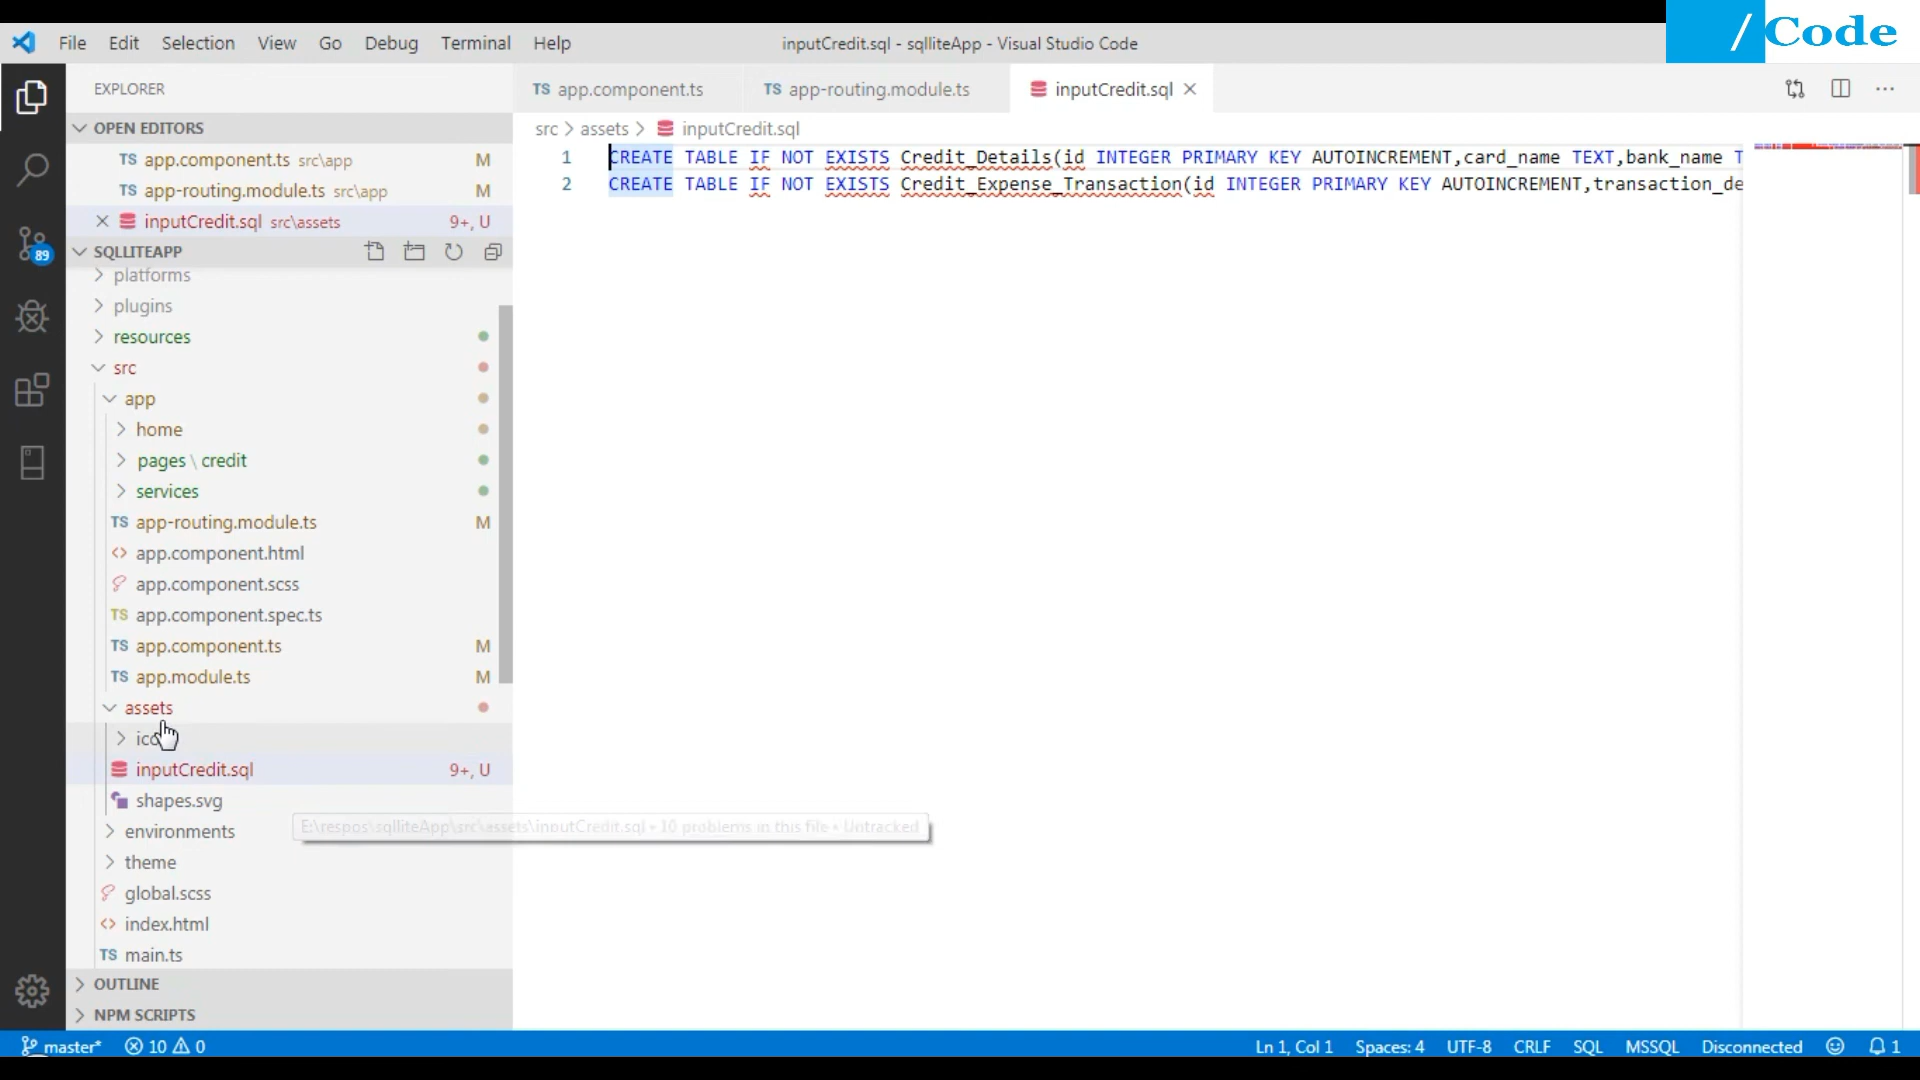 /Code
File Edit Selection View Go Debug Terminal Help
inputCredit.sql - sqlliteApp - Visual Studio Code
EXPLORER
TS app.component.ts TS app-routing.module.ts inputCredit.sql
OPEN EDITORS
src > assets > inputCredit.sql
TS app.component.ts src\app M
TS app-routing.module.ts src\app M
inputCredit.sql src\assets 9+, U
1 CREATE TABLE IF NOT EXISTS Credit_Details(id INTEGER PRIMARY KEY AUTOINCREMENT,card_name TEXT,bank_name T
2 CREATE TABLE IF NOT EXISTS Credit_Expense_Transaction(id INTEGER PRIMARY KEY AUTOINCREMENT,transaction_de
89
SQLLITEAPP
platforms
plugins
resources
src
app
home
pages \ credit
services
TS app-routing.module.ts M
<> app.component.html
app.component.scss
TS app.component.spec.ts
TS app.component.ts M
TS app.module.ts M
assets
inputCredit.sql 9+, U
shapes.svg
E:\respos\sqlliteApp\src\assets\inputCredit.sql • 10 problems in this file • Untracked
environments
theme
global.scss
<> index.html
TS main.ts
OUTLINE
NPM SCRIPTS
master* 10 0 Ln 1, Col 1 Spaces: 4 UTF-8 CRLF SQL MSSQL Disconnected 1